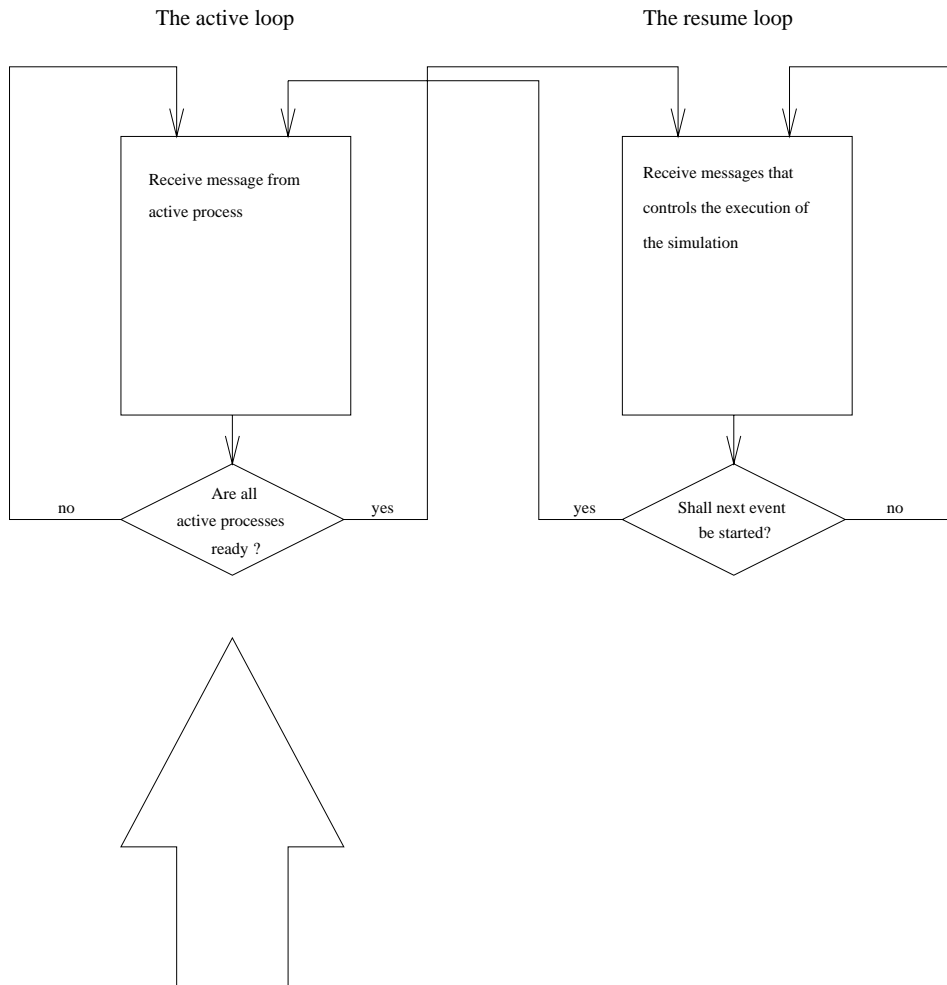 The active loop
The resume loop
Receive message from
active process
Receive messages that
controls the execution of
the simulation
Are all
active processes
ready ?
no
yes
Shall next event
be started?
yes
no